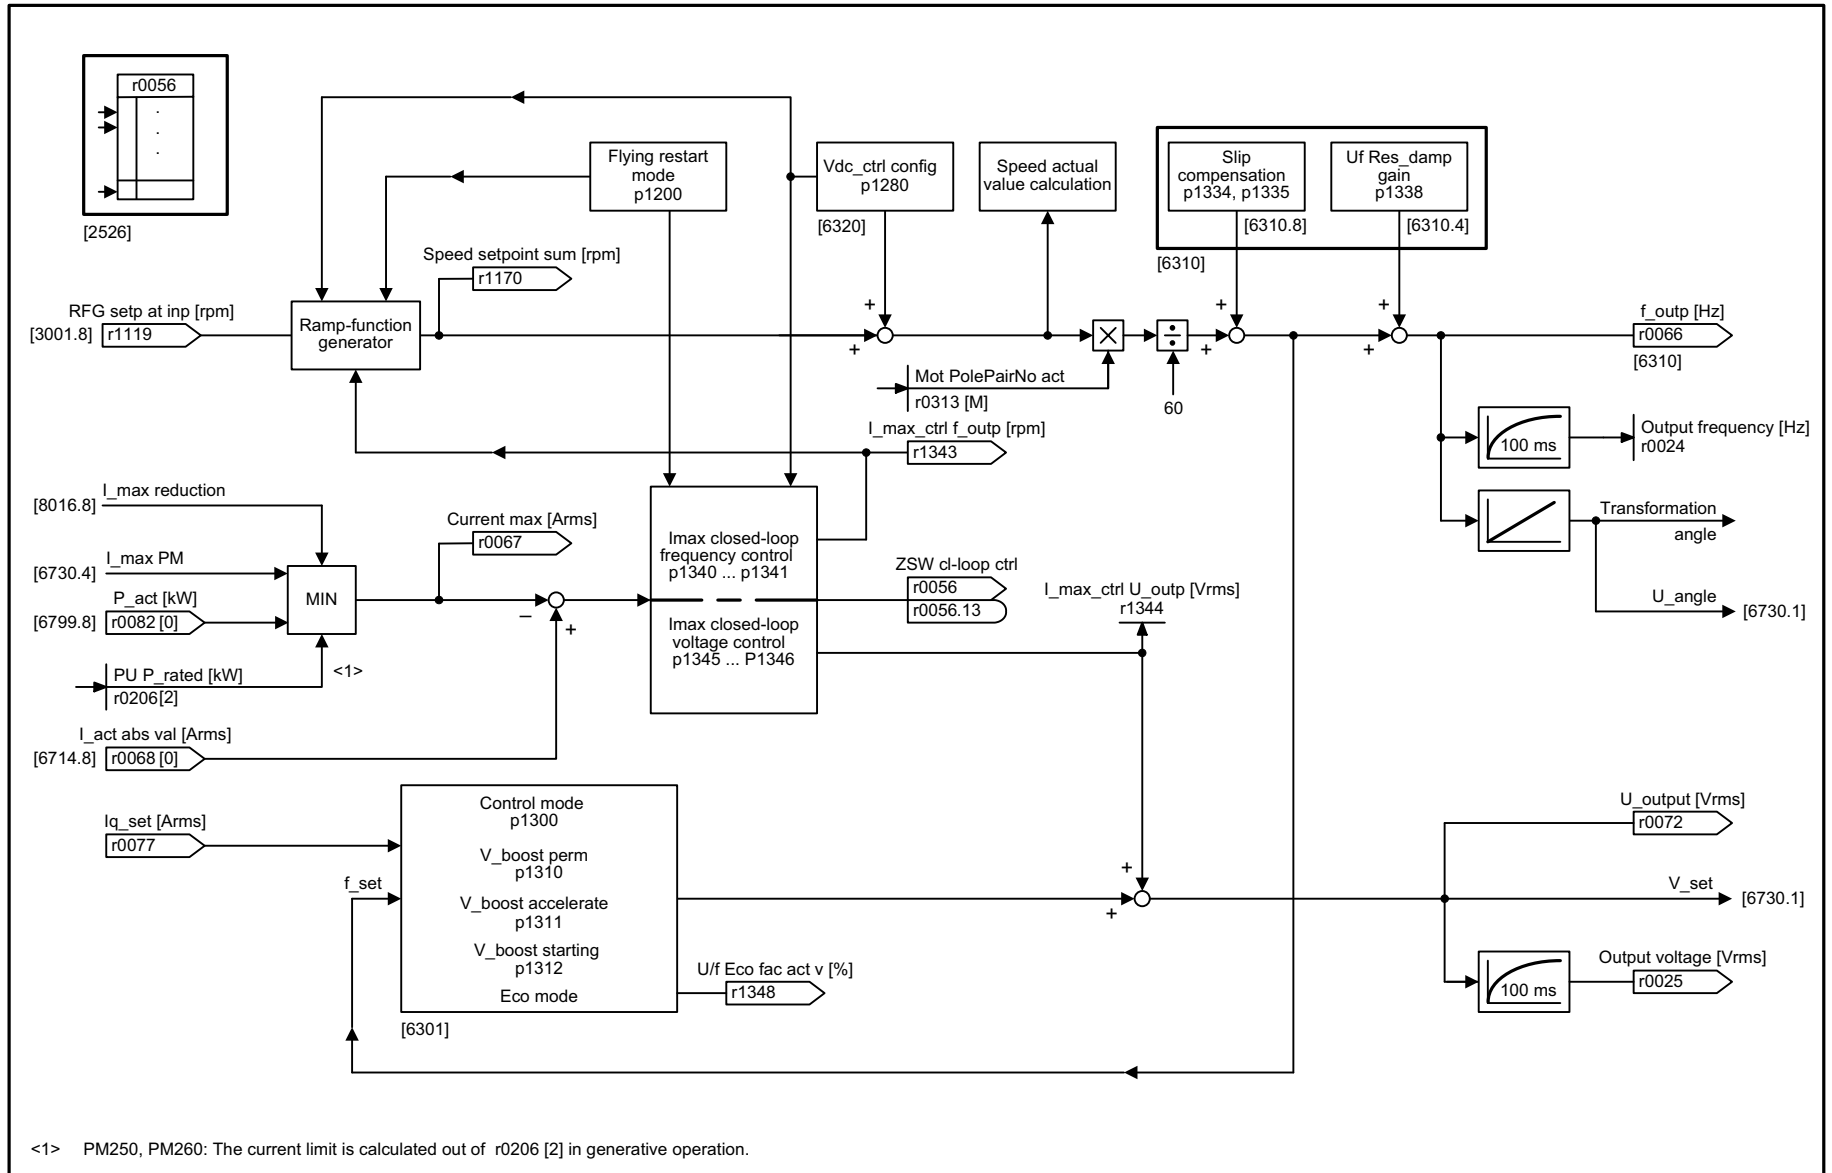 r0056
[2526]
Flying restart
mode
p1200
Vdc_ctrl config
p1280
[6320]
Speed actual
value calculation
Slip
compensation
p1334, p1335
[6310.8]
Uf Res_damp
gain
p1338
[6310.4]
[6310]
Speed setpoint sum [rpm]
r1170
RFG setp at inp [rpm]
[3001.8]
r1119
Ramp-function
generator
+
+
Mot PolePairNo act
r0313 [M]
60
+
+
+
+
f_outp [Hz]
r0066
[6310]
I_max_ctrl f_outp [rpm]
r1343
100 ms
Output frequency [Hz]
r0024
Transformation
angle
U_angle
[6730.1]
I_max reduction
[8016.8]
I_max PM
[6730.4]
P_act [kW]
[6799.8]
r0082 [0]
MIN
Current max [Arms]
r0067
–
+
PU P_rated [kW]
r0206[2]
<1>
I_act abs val [Arms]
[6714.8]
r0068 [0]
Imax closed-loop
frequency control
p1340 ... p1341
Imax closed-loop
voltage control
p1345 ... P1346
ZSW cl-loop ctrl
r0056
r0056.13
I_max_ctrl U_outp [Vrms]
r1344
Iq_set [Arms]
r0077
f_set
Control mode
p1300
V_boost perm
p1310
V_boost accelerate
p1311
V_boost starting
p1312
Eco mode
[6301]
U/f Eco fac act v [%]
r1348
+
+
U_output [Vrms]
r0072
V_set
[6730.1]
100 ms
Output voltage [Vrms]
r0025
<1> PM250, PM260: The current limit is calculated out of r0206 [2] in generative operation.